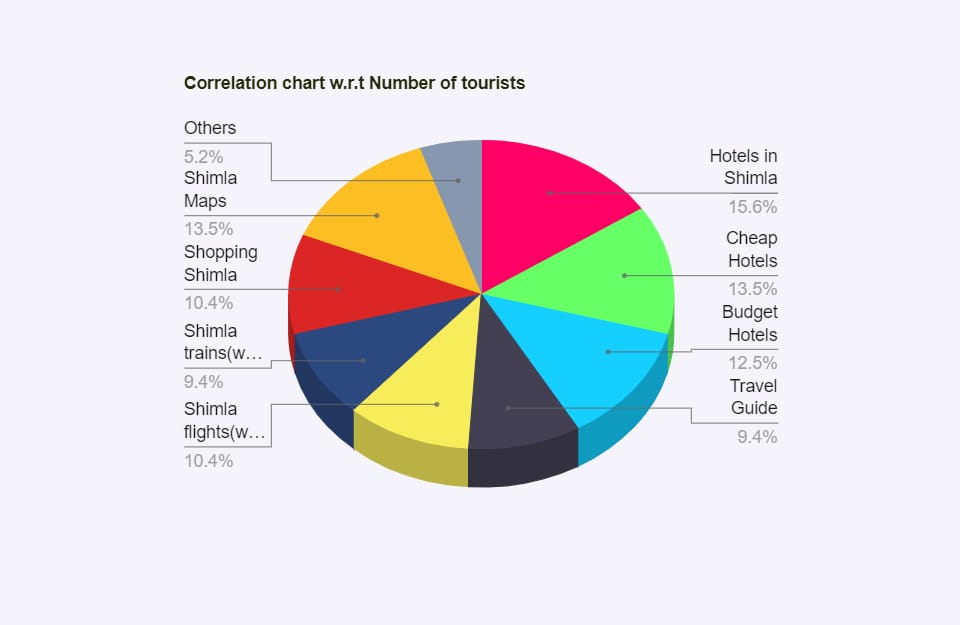 Correlation chart w.r.t Number of tourists
Others
5.2%
Shimla
Maps
13.5%
Shopping
Shimla
10.4%
Shimla
trains(w…
9.4%
Shimla
flights(w…
10.4%
Hotels in
Shimla
15.6%
Cheap
Hotels
13.5%
Budget
Hotels
12.5%
Travel
Guide
9.4%